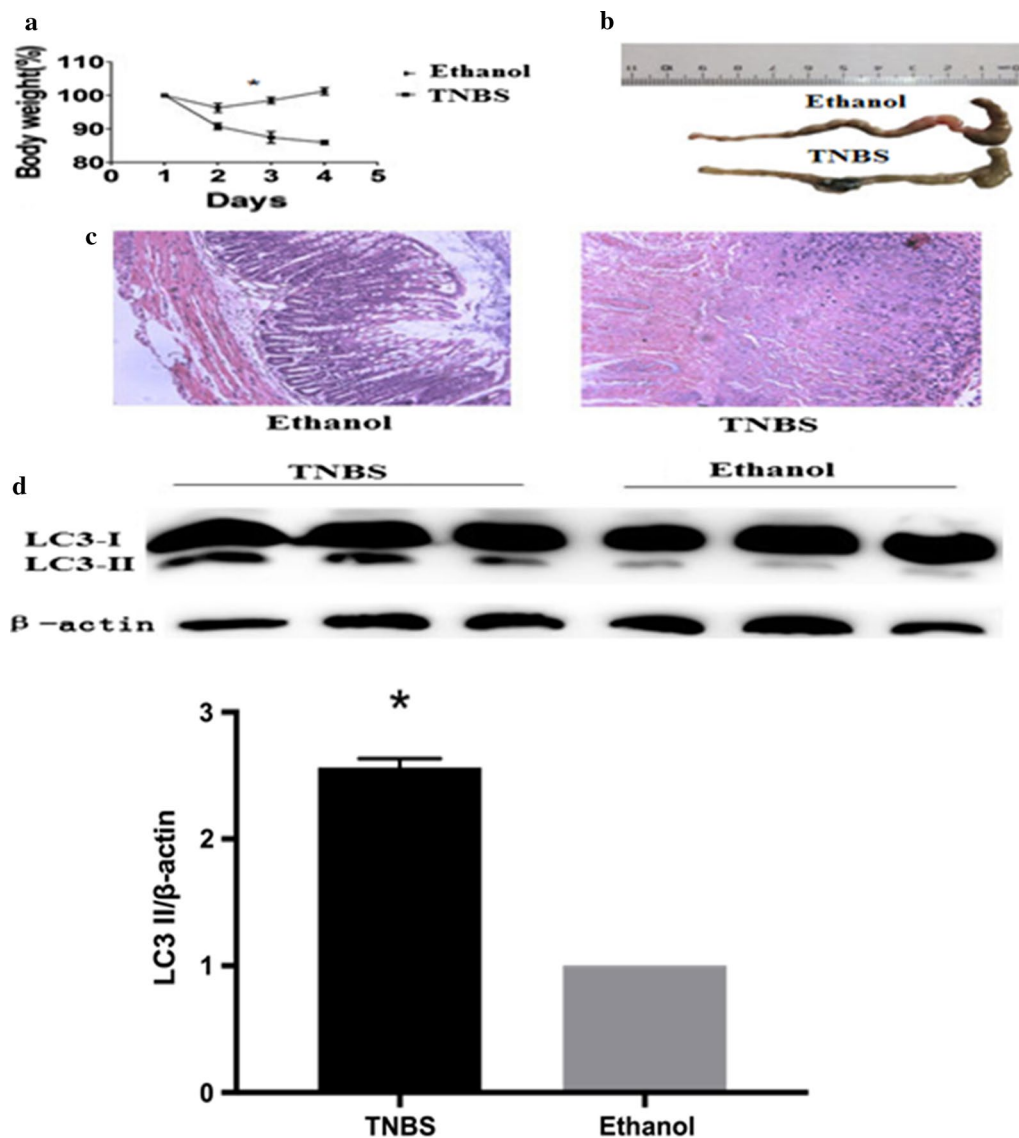 a
Body weight(%)
110
100
90
80
*
Ethanol
TNBS
0 1 2 3 4 5
Days
b
Ethanol
TNBS
c
Ethanol
TNBS
d
TNBS
Ethanol
LC3-I
LC3-II
β-actin
*
LC3 II/β-actin
3
2
1
0
TNBS
Ethanol